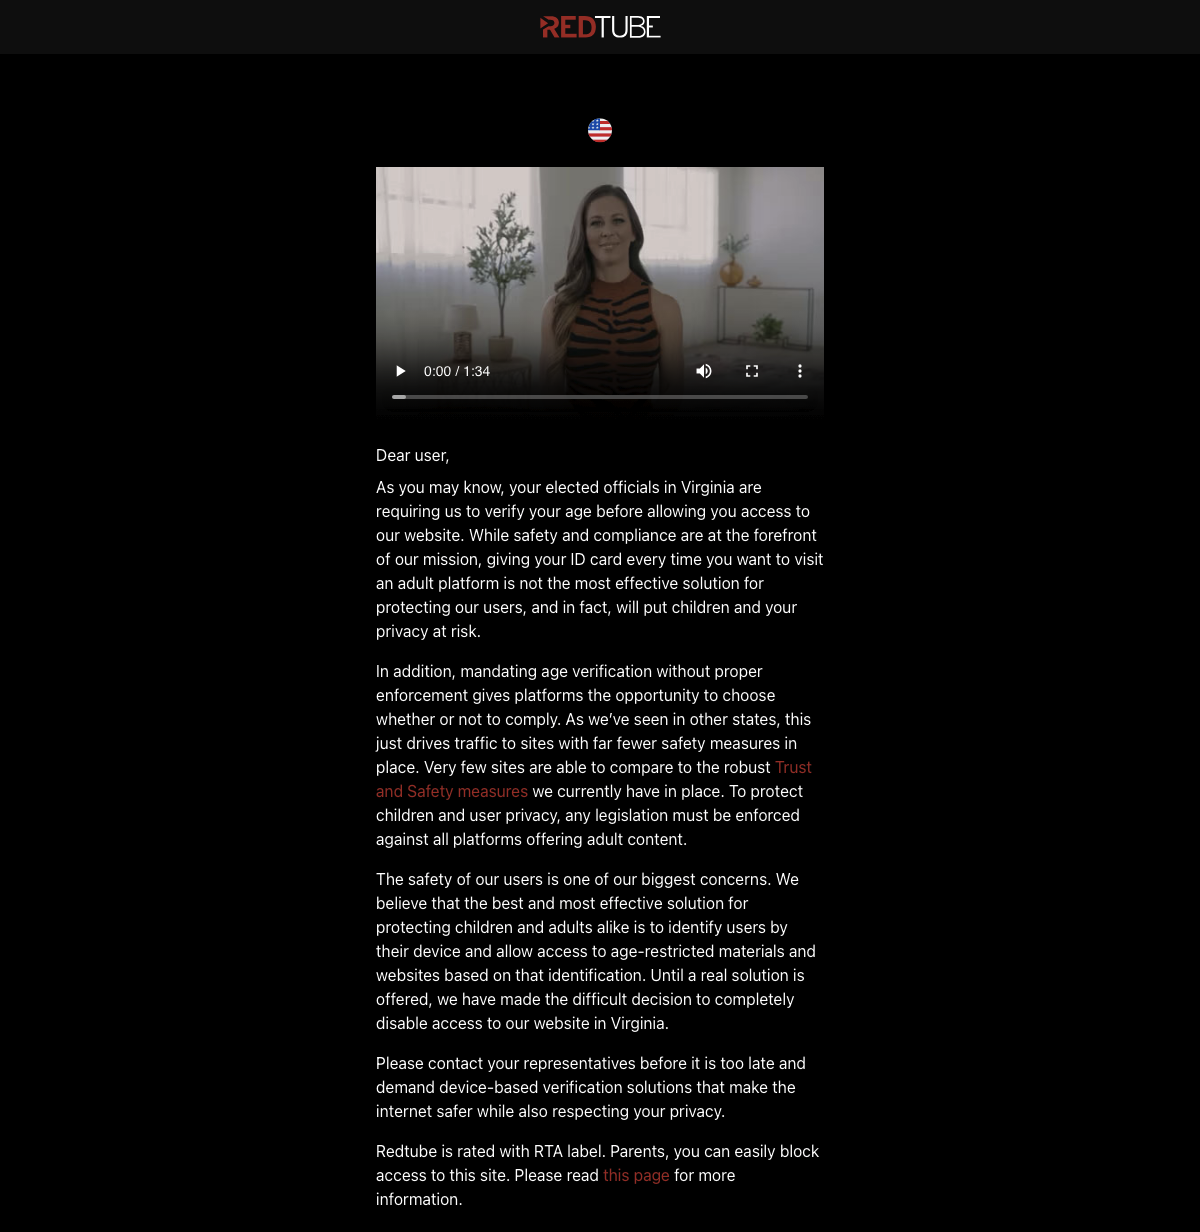 REDTUBE
0:00 / 1:34
Dear user,
As you may know, your elected officials in Virginia are
requiring us to verify your age before allowing you access to
our website. While safety and compliance are at the forefront
of our mission, giving your ID card every time you want to visit
an adult platform is not the most effective solution for
protecting our users, and in fact, will put children and your
privacy at risk.
In addition, mandating age verification without proper
enforcement gives platforms the opportunity to choose
whether or not to comply. As we’ve seen in other states, this
just drives traffic to sites with far fewer safety measures in
place. Very few sites are able to compare to the robust Trust
and Safety measures we currently have in place. To protect
children and user privacy, any legislation must be enforced
against all platforms offering adult content.
The safety of our users is one of our biggest concerns. We
believe that the best and most effective solution for
protecting children and adults alike is to identify users by
their device and allow access to age-restricted materials and
websites based on that identification. Until a real solution is
offered, we have made the difficult decision to completely
disable access to our website in Virginia.
Please contact your representatives before it is too late and
demand device-based verification solutions that make the
internet safer while also respecting your privacy.
Redtube is rated with RTA label. Parents, you can easily block
access to this site. Please read this page for more
information.